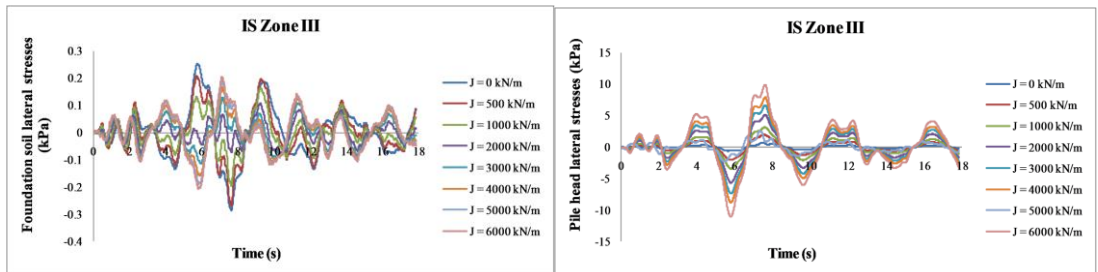 IS Zone III
Foundation soil lateral stresses
(kPa)
0.3
0.2
0.1
0
-0.1
-0.2
-0.3
-0.4
0 2 4 6 8 10 12 14 16 18
Time (s)
J = 0 kN/m
J = 500 kN/m
J = 1000 kN/m
J = 2000 kN/m
J = 3000 kN/m
J = 4000 kN/m
J = 5000 kN/m
J = 6000 kN/m
IS Zone III
Pile head lateral stresses (kPa)
15
10
5
0
-5
-10
-15
0 2 4 6 8 10 12 14 16 18
Time (s)
J = 0 kN/m
J = 500 kN/m
J = 1000 kN/m
J = 2000 kN/m
J = 3000 kN/m
J = 4000 kN/m
J = 5000 kN/m
J = 6000 kN/m